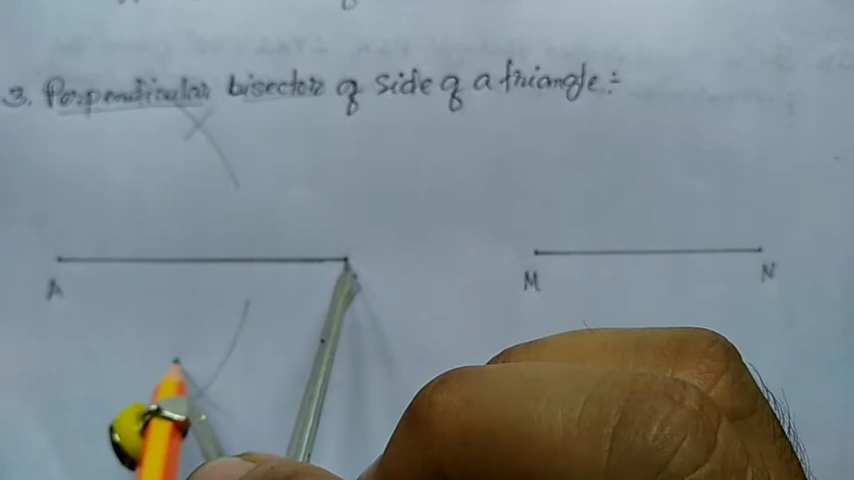 3. Perpendicular bisector of side of a triangle :-
A
M N